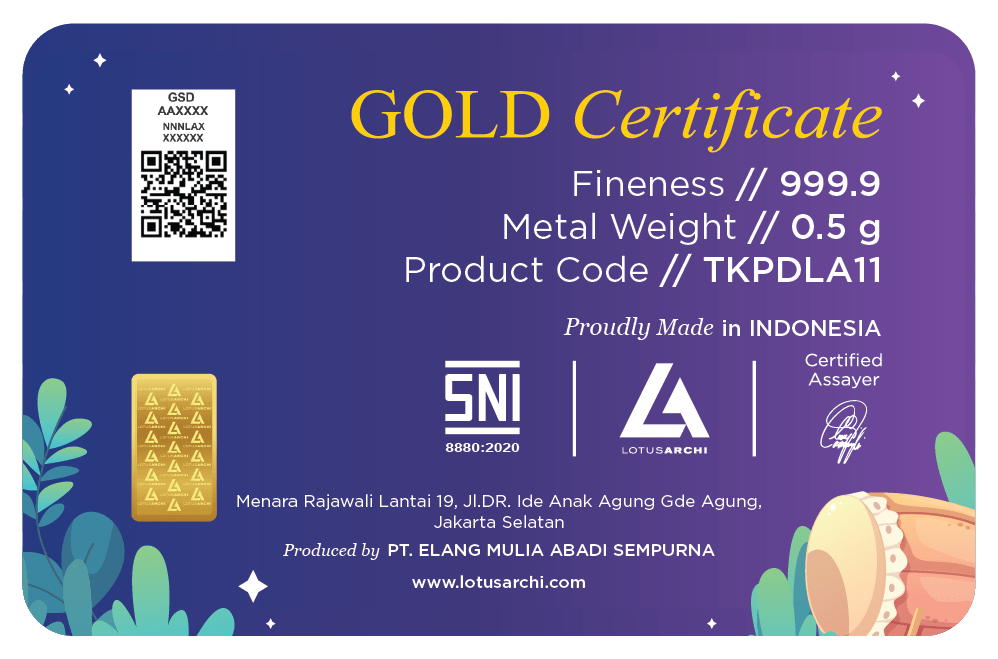 GSD
AAXXXX
NNNLAX
XXXXXX
GOLD Certificate
Fineness // 999.9
Metal Weight // 0.5 g
Product Code // TKPDLA11
Proudly Made in INDONESIA
SNI
8880:2020
LOTUSARCHI
Certified
Assayer
Menara Rajawali Lantai 19, Jl.DR. Ide Anak Agung Gde Agung,
Jakarta Selatan
Produced by PT. ELANG MULIA ABADI SEMPURNA
www.lotusarchi.com